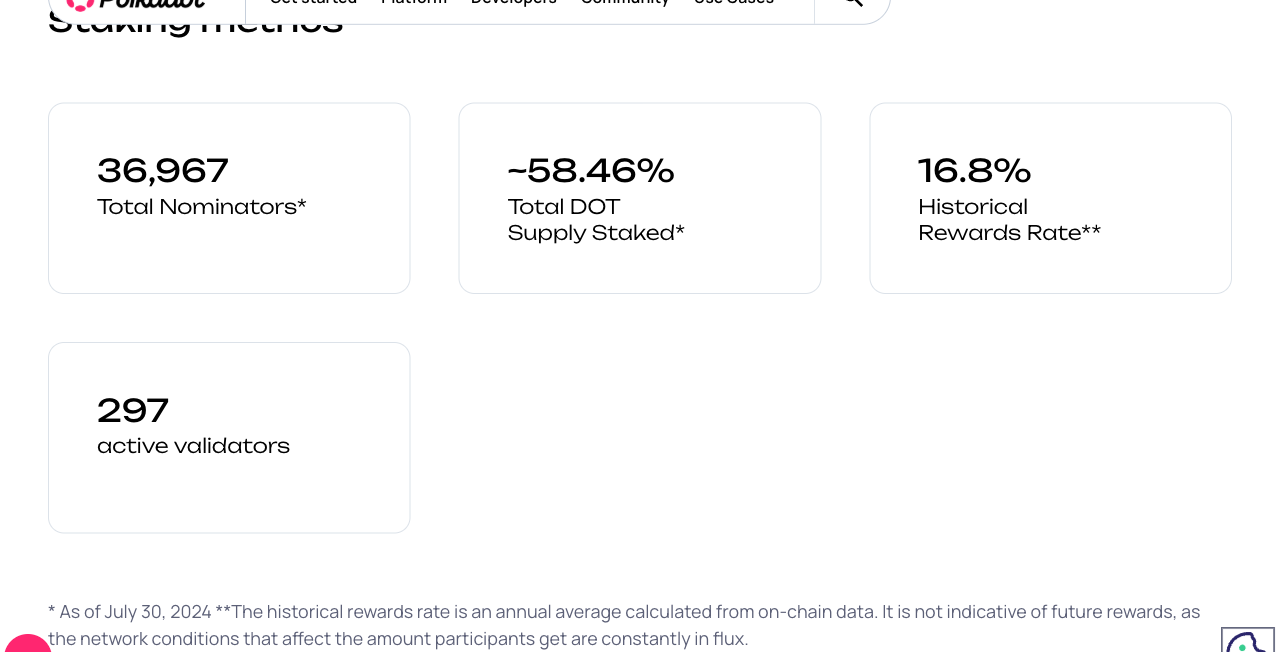 Polkadot
Get started Platform Developers Community Use Cases
Staking metrics
36,967
Total Nominators*
~58.46%
Total DOT
Supply Staked*
16.8%
Historical
Rewards Rate**
297
active validators
* As of July 30, 2024 **The historical rewards rate is an annual average calculated from on-chain data. It is not indicative of future rewards, as
the network conditions that affect the amount participants get are constantly in flux.